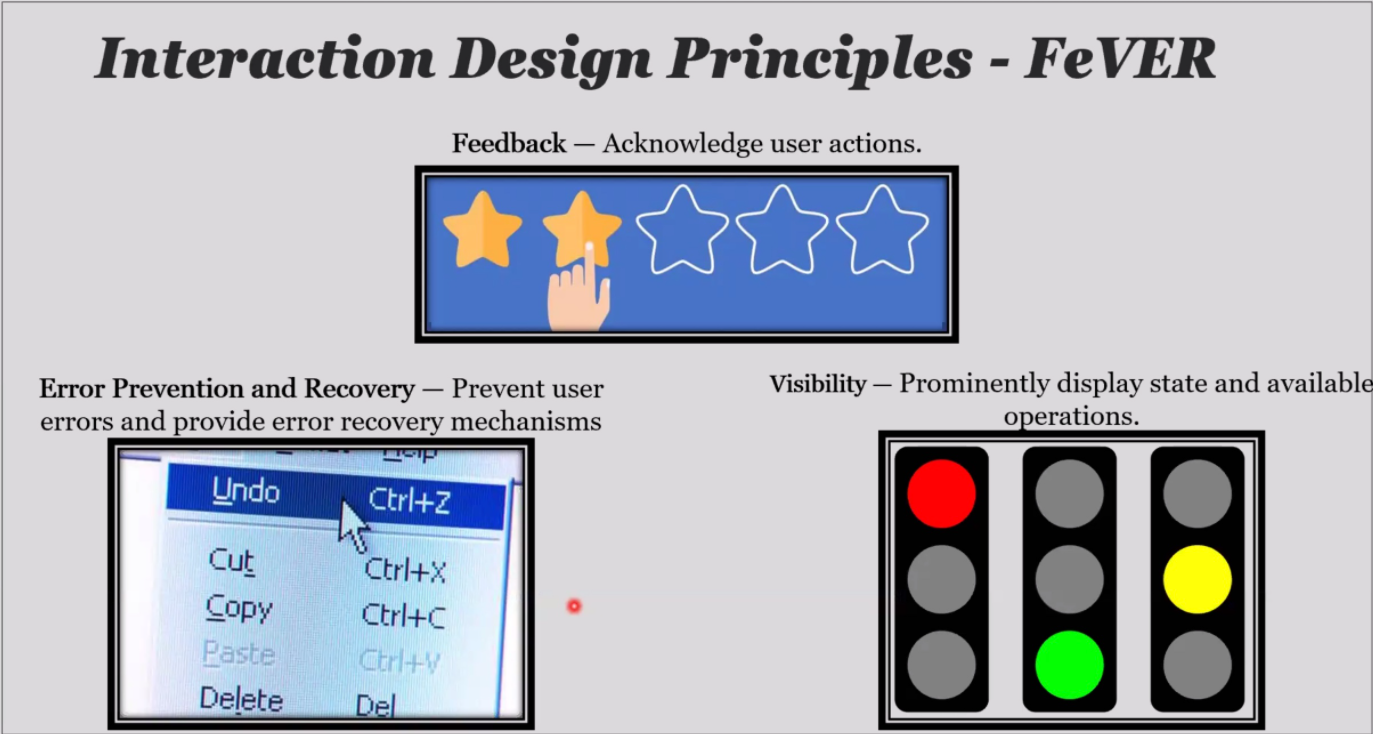 Interaction Design Principles - FeVER
Feedback — Acknowledge user actions.
Error Prevention and Recovery — Prevent user
errors and provide error recovery mechanisms
Visibility — Prominently display state and available
operations.
Help
Undo Ctrl+Z
Cut Ctrl+X
Copy Ctrl+C
Paste Ctrl+V
Delete Del